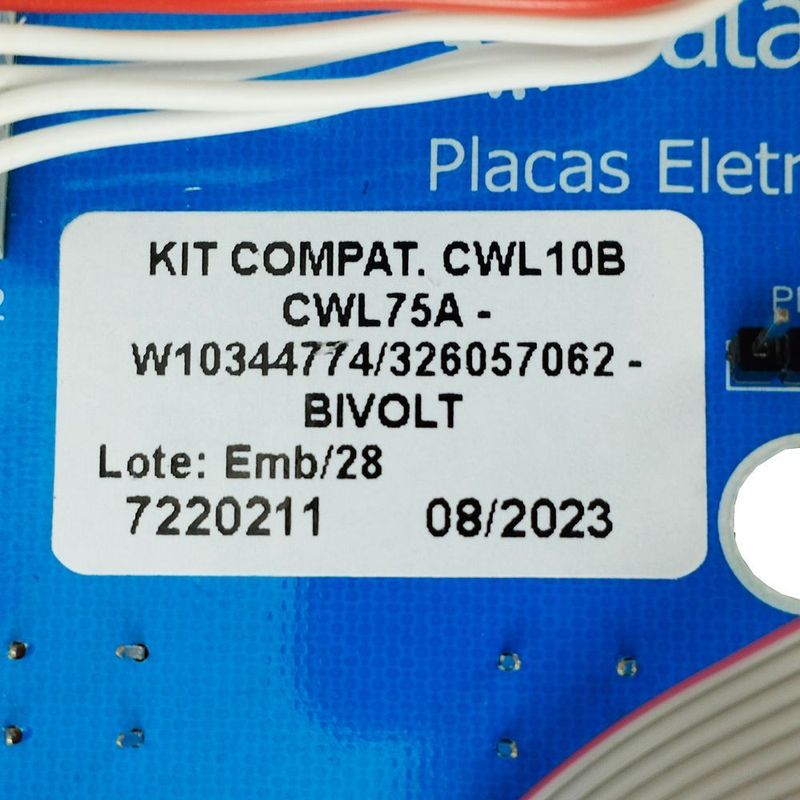 Placas Eletr
KIT COMPAT. CWL10B
CWL75A -
W10344774/326057062 -
BIVOLT
Lote: Emb/28
7220211 08/2023